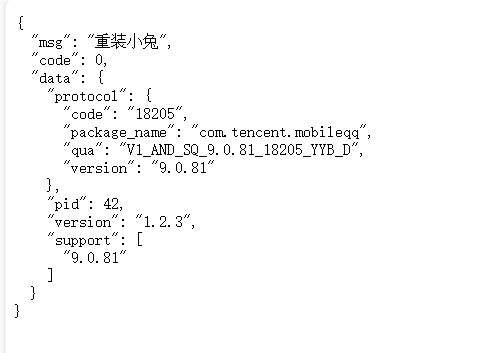 {
  "msg": "重装小兔",
  "code": 0,
  "data": {
    "protocol": {
      "code": "18205",
      "package_name": "com.tencent.mobileqq",
      "qua": "V1_AND_SQ_9.0.81_18205_YYB_D",
      "version": "9.0.81"
    },
    "pid": 42,
    "version": "1.2.3",
    "support": [
      "9.0.81"
    ]
  }
}